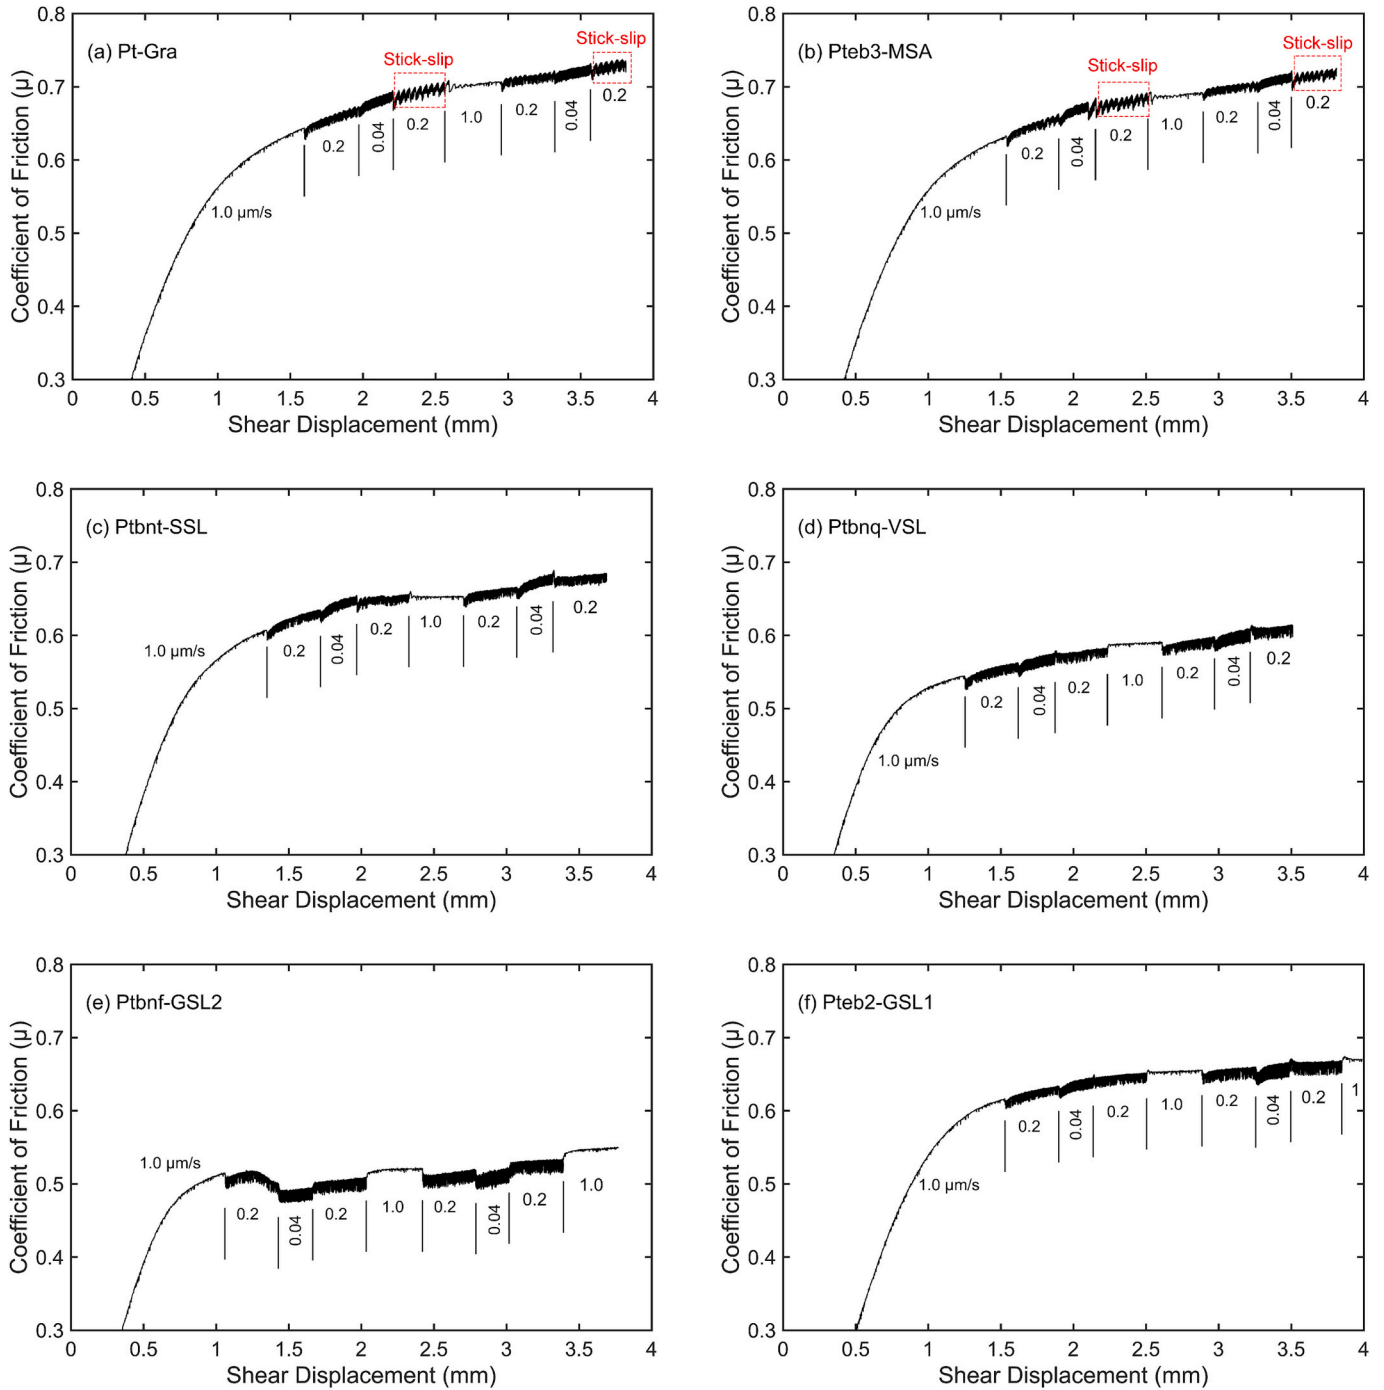 (a) Pt-Gra
Stick-slip
Stick-slip
0.8
0.7
0.6
0.5
0.4
0.3
Coefficient of Friction (μ)
1.0 μm/s
0.2
0.04
0.2
1.0
0.2
0.04
0.2
0 0.5 1 1.5 2 2.5 3 3.5 4
Shear Displacement (mm)
(b) Pteb3-MSA
Stick-slip
Stick-slip
0.8
0.7
0.6
0.5
0.4
0.3
Coefficient of Friction (μ)
1.0 μm/s
0.2
0.04
0.2
1.0
0.2
0.04
0.2
0 0.5 1 1.5 2 2.5 3 3.5 4
Shear Displacement (mm)
(c) Ptbnt-SSL
0.8
0.7
0.6
0.5
0.4
0.3
Coefficient of Friction (μ)
1.0 μm/s
0.2
0.04
0.2
1.0
0.2
0.04
0.2
0 0.5 1 1.5 2 2.5 3 3.5 4
Shear Displacement (mm)
(d) Ptbnq-VSL
0.8
0.7
0.6
0.5
0.4
0.3
Coefficient of Friction (μ)
1.0 μm/s
0.2
0.04
0.2
1.0
0.2
0.04
0.2
0 0.5 1 1.5 2 2.5 3 3.5 4
Shear Displacement (mm)
(e) Ptbnf-GSL2
0.8
0.7
0.6
0.5
0.4
0.3
Coefficient of Friction (μ)
1.0 μm/s
0.2
0.04
0.2
1.0
0.2
0.04
0.2
1.0
0 0.5 1 1.5 2 2.5 3 3.5 4
Shear Displacement (mm)
(f) Pteb2-GSL1
0.8
0.7
0.6
0.5
0.4
0.3
Coefficient of Friction (μ)
1.0 μm/s
0.2
0.04
0.2
1.0
0.2
0.04
0.2
1
0 0.5 1 1.5 2 2.5 3 3.5 4
Shear Displacement (mm)